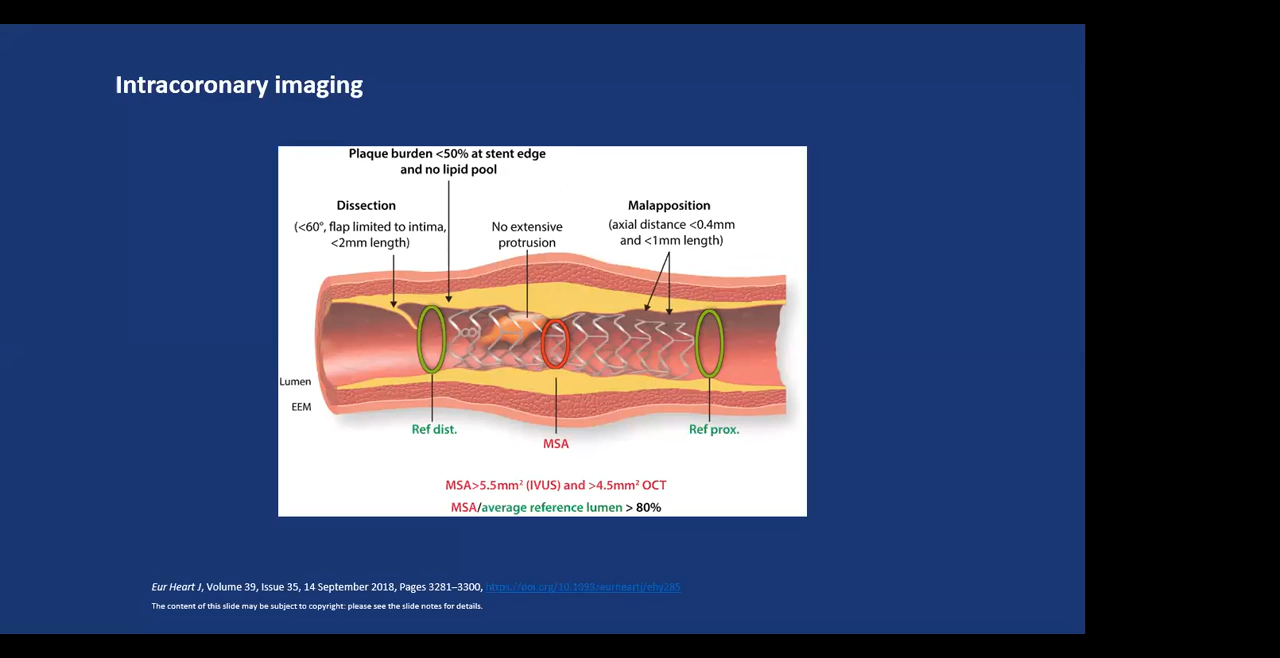 Intracoronary imaging
Plaque burden <50% at stent edge
and no lipid pool
Dissection
(<60°, flap limited to intima,
<2mm length)
No extensive
protrusion
Malapposition
(axial distance <0.4mm
and <1mm length)
Lumen
EEM
Ref dist.
MSA
Ref prox.
MSA>5.5mm² (IVUS) and >4.5mm² OCT
MSA/average reference lumen > 80%
Eur Heart J, Volume 39, Issue 35, 14 September 2018, Pages 3281–3300, https://doi.org/10.1093/eurheartj/ehy285
The content of this slide may be subject to copyright: please see the slide notes for details.